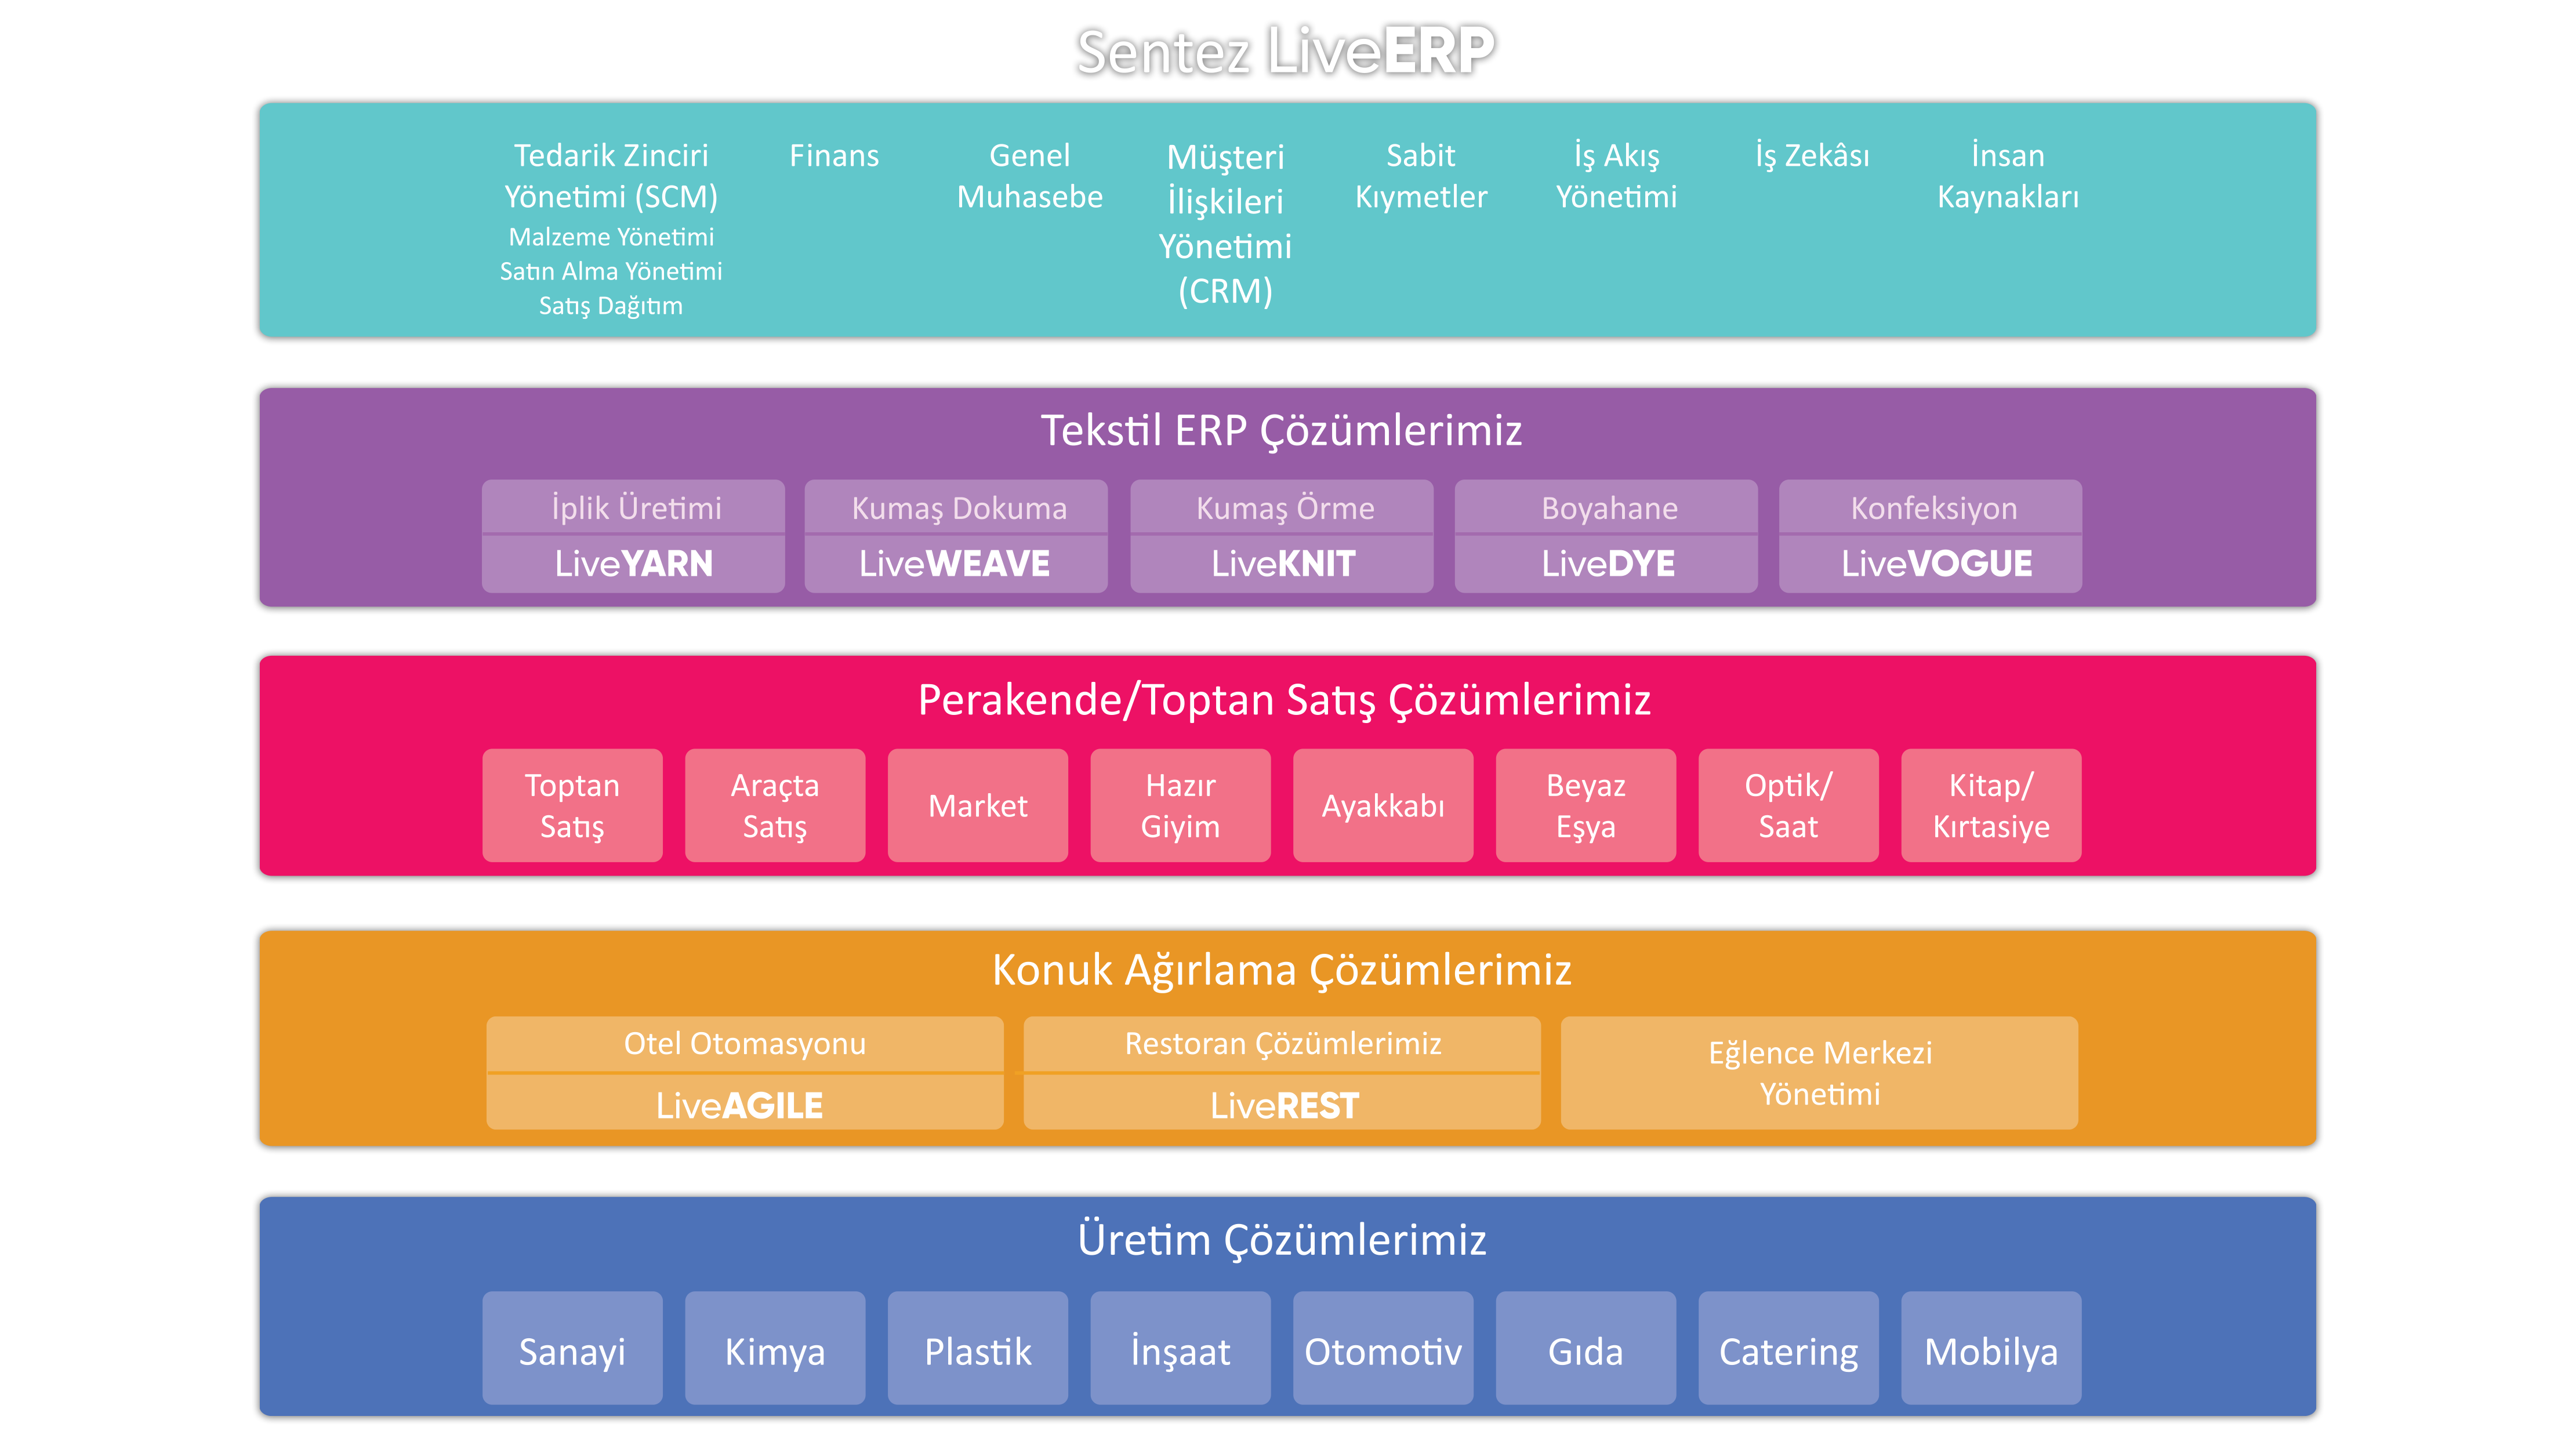 Sentez LiveERP
Tedarik Zinciri
Yönetimi (SCM)
Malzeme Yönetimi
Satın Alma Yönetimi
Satış Dağıtım
Finans
Genel
Muhasebe
Müşteri
İlişkileri
Yönetimi
(CRM)
Sabit
Kıymetler
İş Akış
Yönetimi
İş Zekâsı
İnsan
Kaynakları
Tekstil ERP Çözümlerimiz
İplik Üretimi
LiveYARN
Kumaş Dokuma
LiveWEAVE
Kumaş Örme
LiveKNIT
Boyahane
LiveDYE
Konfeksiyon
LiveVOGUE
Perakende/Toptan Satış Çözümlerimiz
Toptan
Satış
Araçta
Satış
Market
Hazır
Giyim
Ayakkabı
Beyaz
Eşya
Optik/
Saat
Kitap/
Kırtasiye
Konuk Ağırlama Çözümlerimiz
Otel Otomasyonu
LiveAGILE
Restoran Çözümlerimiz
LiveREST
Eğlence Merkezi
Yönetimi
Üretim Çözümlerimiz
Sanayi
Kimya
Plastik
İnşaat
Otomotiv
Gıda
Catering
Mobilya